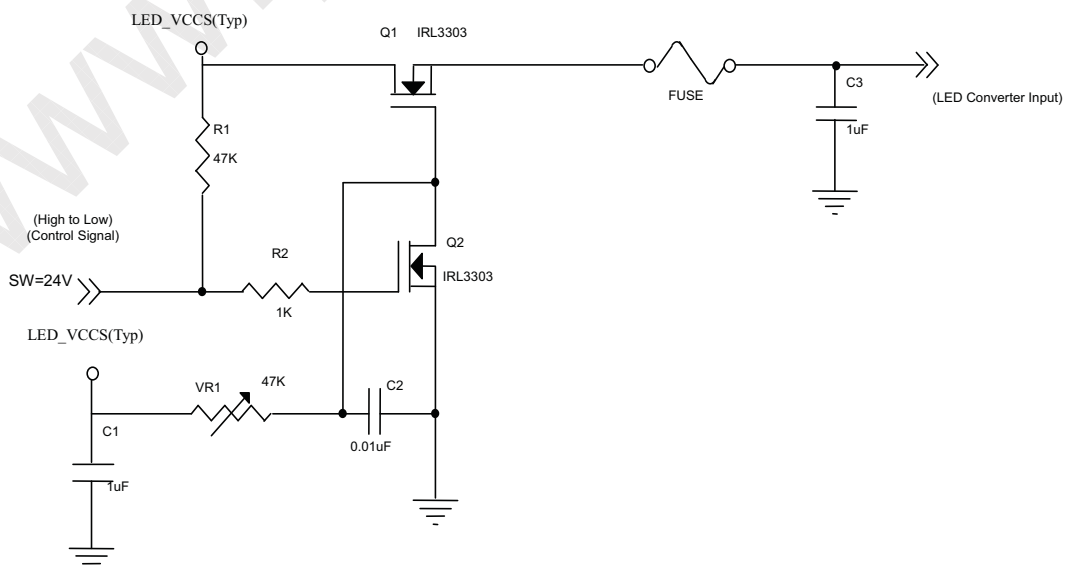 LED_VCCS(Typ)
Q1 IRL3303
FUSE
C3
(LED Converter Input)
1uF
R1
47K
(High to Low)
(Control Signal)
SW=24V
R2
1K
Q2
IRL3303
LED_VCCS(Typ)
VR1 47K
C2
0.01uF
C1
1uF